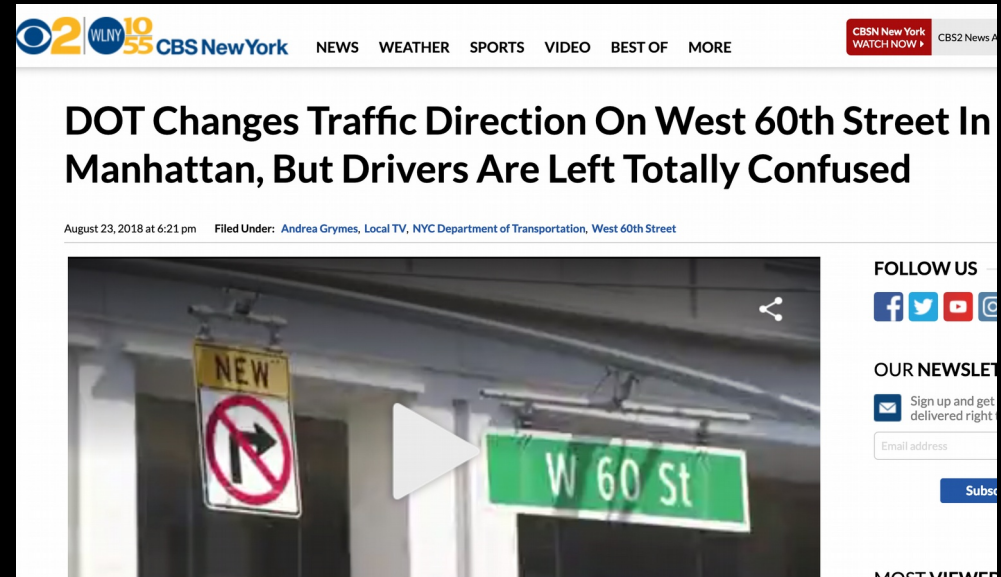 2 WLNY 10 55 CBS New York NEWS WEATHER SPORTS VIDEO BEST OF MORE
CBSN New York
WATCH NOW
CBS2 News A
DOT Changes Traffic Direction On West 60th Street In
Manhattan, But Drivers Are Left Totally Confused
August 23, 2018 at 6:21 pm Filed Under: Andrea Grymes, Local TV, NYC Department of Transportation, West 60th Street
NEW
W 60 St
FOLLOW US
OUR NEWSLET
Sign up and get
delivered right
Email address
Subsc
MOST VIEWED